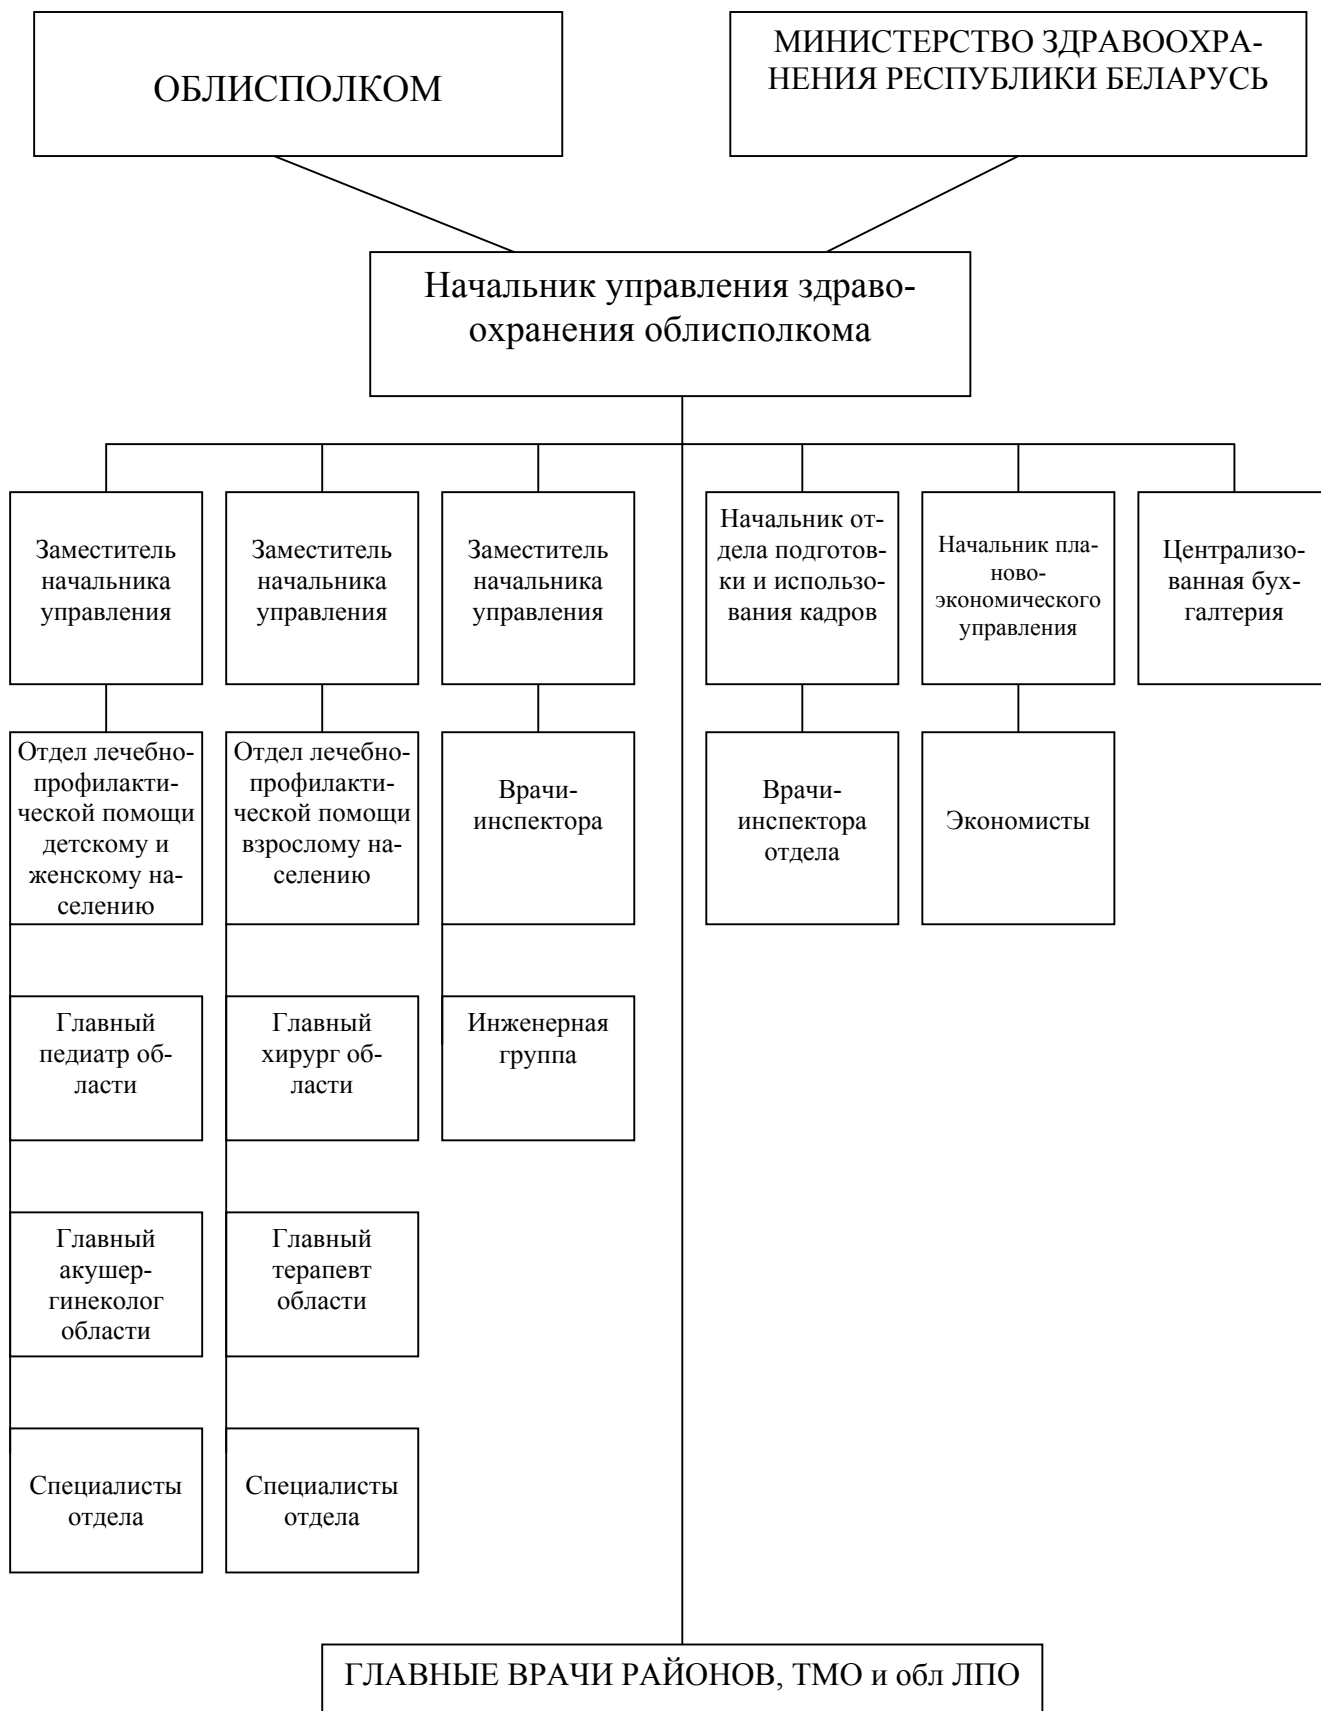 ОБЛИСПОЛКОМ
МИНИСТЕРСТВО ЗДРАВООХРА-
НЕНИЯ РЕСПУБЛИКИ БЕЛАРУСЬ
Начальник управления здраво-
охранения облисполкома
Заместитель
начальника
управления
Заместитель
начальника
управления
Заместитель
начальника
управления
Начальник от-
дела подготов-
ки и использо-
вания кадров
Начальник пла-
ново-
экономического
управления
Централизо-
ванная бух-
галтерия
Отдел лечебно-
профилакти-
ческой помощи
детскому и
женскому на-
селению
Отдел лечебно-
профилакти-
ческой помощи
взрослому на-
селению
Врачи-
инспектора
Врачи-
инспектора
отдела
Экономисты
Главный
педиатр об-
ласти
Главный
хирург об-
ласти
Инженерная
группа
Главный
акушер-
гинеколог
области
Главный
терапевт
области
Специалисты
отдела
Специалисты
отдела
ГЛАВНЫЕ ВРАЧИ РАЙОНОВ, ТМО и обл ЛПО